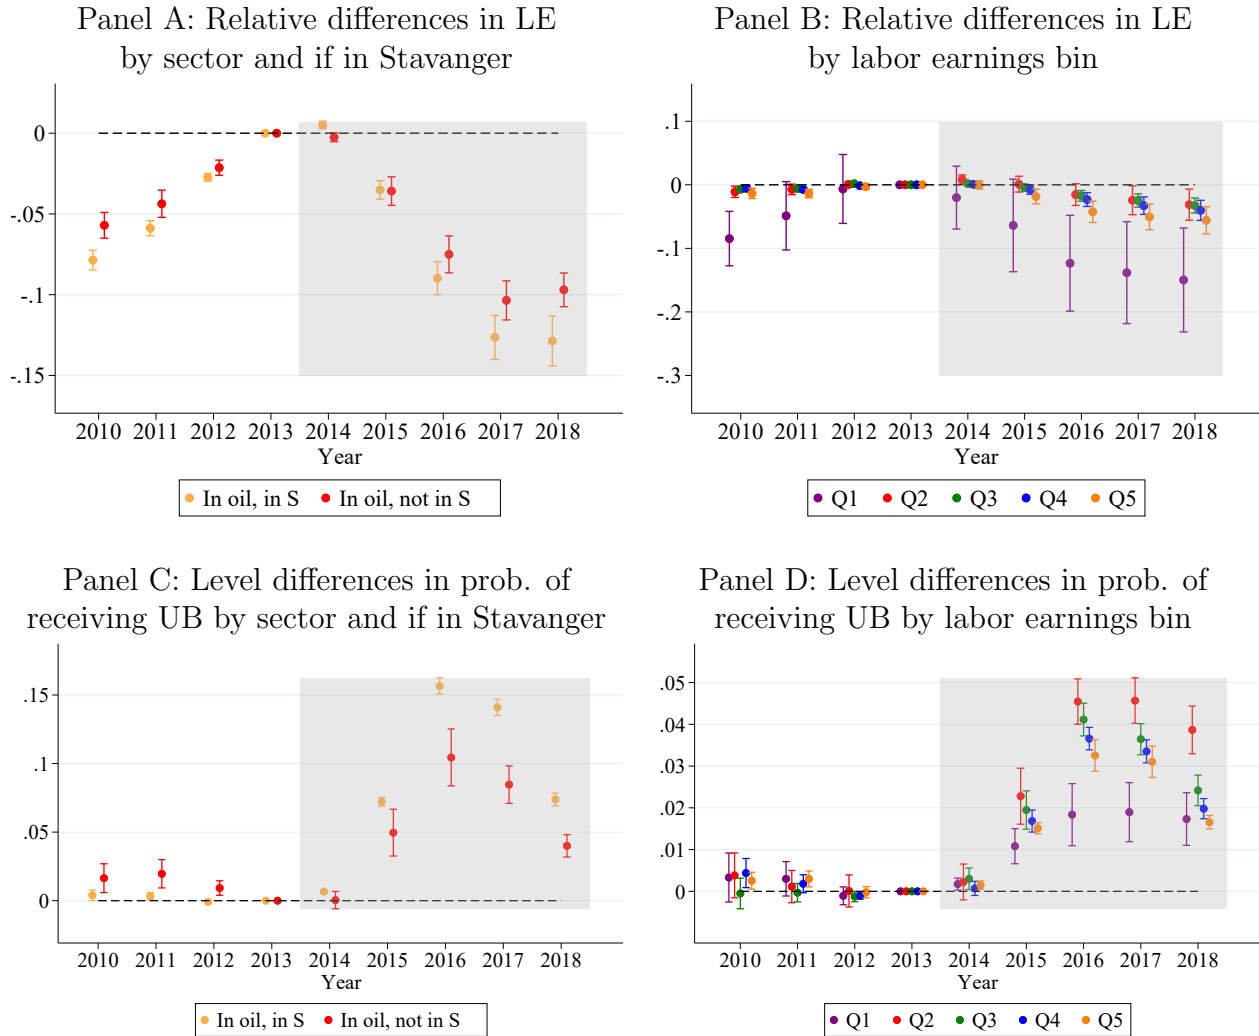 Panel A: Relative differences in LE
by sector and if in Stavanger
0
-.05
-.1
-.15
2010 2011 2012 2013 2014 2015 2016 2017 2018
Year
In oil, in S In oil, not in S
Panel B: Relative differences in LE
by labor earnings bin
.1
0
-.1
-.2
-.3
2010 2011 2012 2013 2014 2015 2016 2017 2018
Year
Q1 Q2 Q3 Q4 Q5
Panel C: Level differences in prob. of
receiving UB by sector and if in Stavanger
.15
.1
.05
0
2010 2011 2012 2013 2014 2015 2016 2017 2018
Year
In oil, in S In oil, not in S
Panel D: Level differences in prob. of
receiving UB by labor earnings bin
.05
.04
.03
.02
.01
0
2010 2011 2012 2013 2014 2015 2016 2017 2018
Year
Q1 Q2 Q3 Q4 Q5